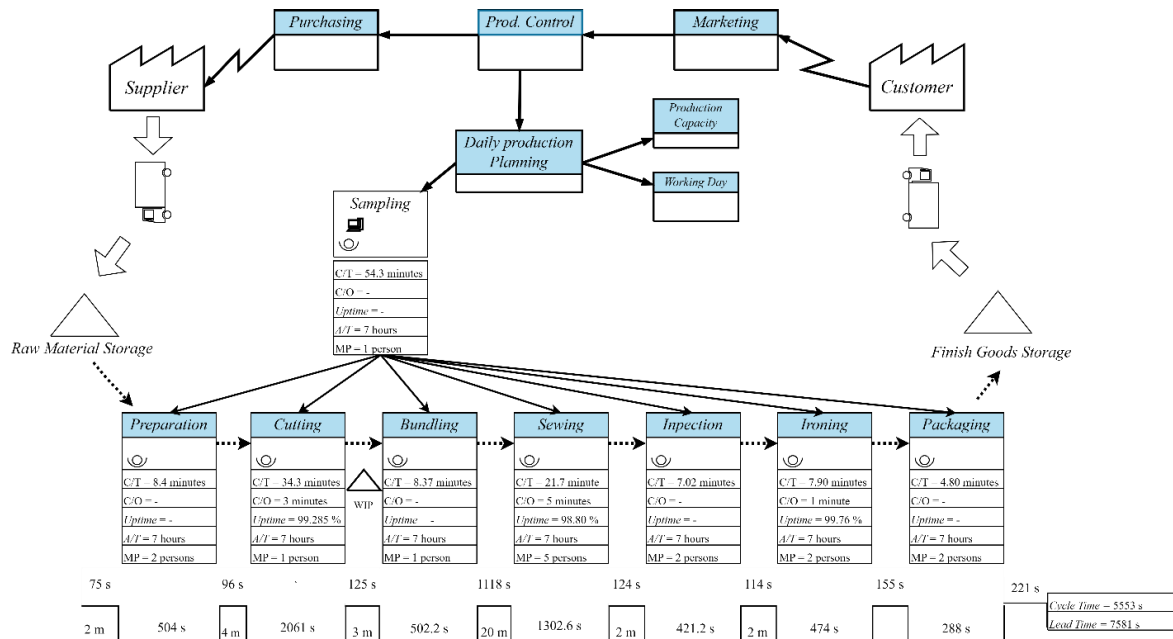 Purchasing
Prod. Control
Marketing
Supplier
Customer
Production
Capacity
Daily production
Planning
Working Day
Sampling
C/T – 54.3 minutes
C/O = -
Uptime = -
A/T = 7 hours
MP – 1 person
Raw Material Storage
Finish Goods Storage
Preparation
C/T – 8.4 minutes
C/O = -
Uptime = -
A/T = 7 hours
MP – 2 persons
Cutting
C/T – 34.3 minutes
C/O = 3 minutes
Uptime = 99.285 %
A/T = 7 hours
MP – 1 person
WIP
Bundling
C/T – 8.37 minutes
C/O = -
Uptime -
A/T = 7 hours
MP – 1 person
Sewing
C/T – 21.7 minute
C/O = 5 minute
Uptime = 98.80 %
A/T = 7 hours
MP – 5 persons
Inpection
C/T – 7.02 minutes
C/O = -
Uptime = -
A/T = 7 hours
MP – 2 persons
Ironing
C/T – 7.90 minutes
C/O = 1 minute
Uptime = 99.76 %
A/T = 7 hours
MP – 2 persons
Packaging
C/T – 4.80 minutes
C/O = -
Uptime = -
A/T = 7 hours
MP = 2 persons
75 s
96 s
125 s
1118 s
124 s
114 s
155 s
221 s
2 m
504 s
4 m
2061 s
3 m
502.2 s
20 m
1302.6 s
2 m
421.2 s
2 m
474 s
288 s
Cycle Time – 5553 s
Lead Time = 7581 s